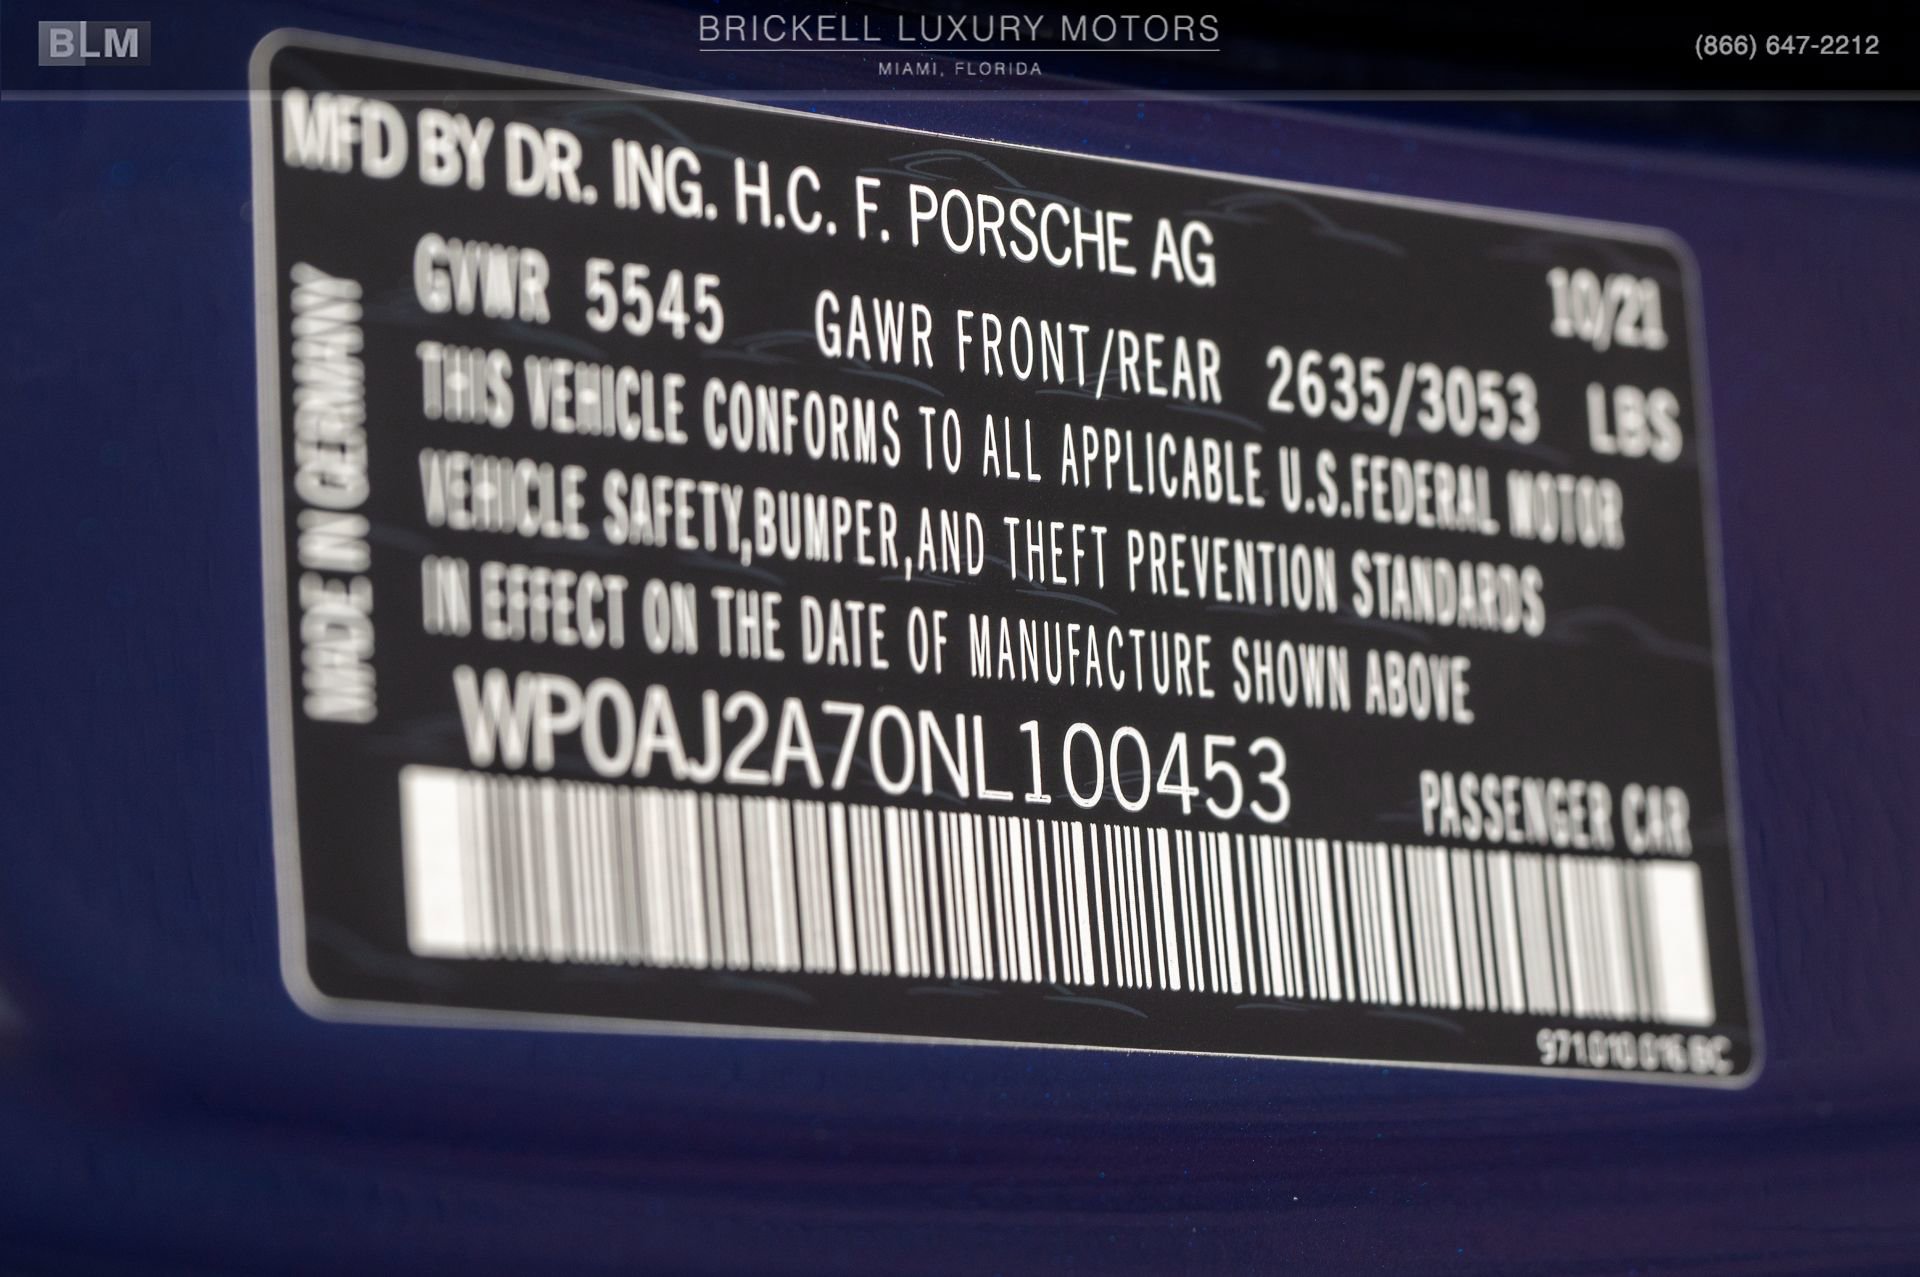 BLM
BRICKELL LUXURY MOTORS
MIAMI, FLORIDA
(866) 647-2212
MFD BY DR. ING. H.C. F. PORSCHE AG
10/21
GVWR 5545 GAWR FRONT/REAR 2635/3053 LBS
THIS VEHICLE CONFORMS TO ALL APPLICABLE U.S.FEDERAL MOTOR
VEHICLE SAFETY,BUMPER,AND THEFT PREVENTION STANDARDS
IN EFFECT ON THE DATE OF MANUFACTURE SHOWN ABOVE
WP0AJ2A70NL100453
PASSENGER CAR
MADE IN GERMANY
971.010.016.BC